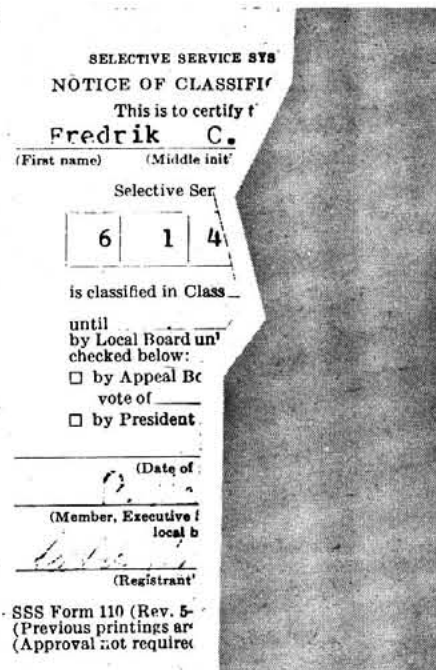 SELECTIVE SERVICE SYS
NOTICE OF CLASSIFI
This is to certify t
Fredrik C.
(First name) (Middle init
Selective Ser
6 1 4
is classified in Class
until
by Local Board un
checked below:
☐ by Appeal Bo
vote of
☐ by President
(Date of
(Member, Executive
local b
(Registrant'
SSS Form 110 (Rev. 5-
(Previous printings ar
(Approval not require